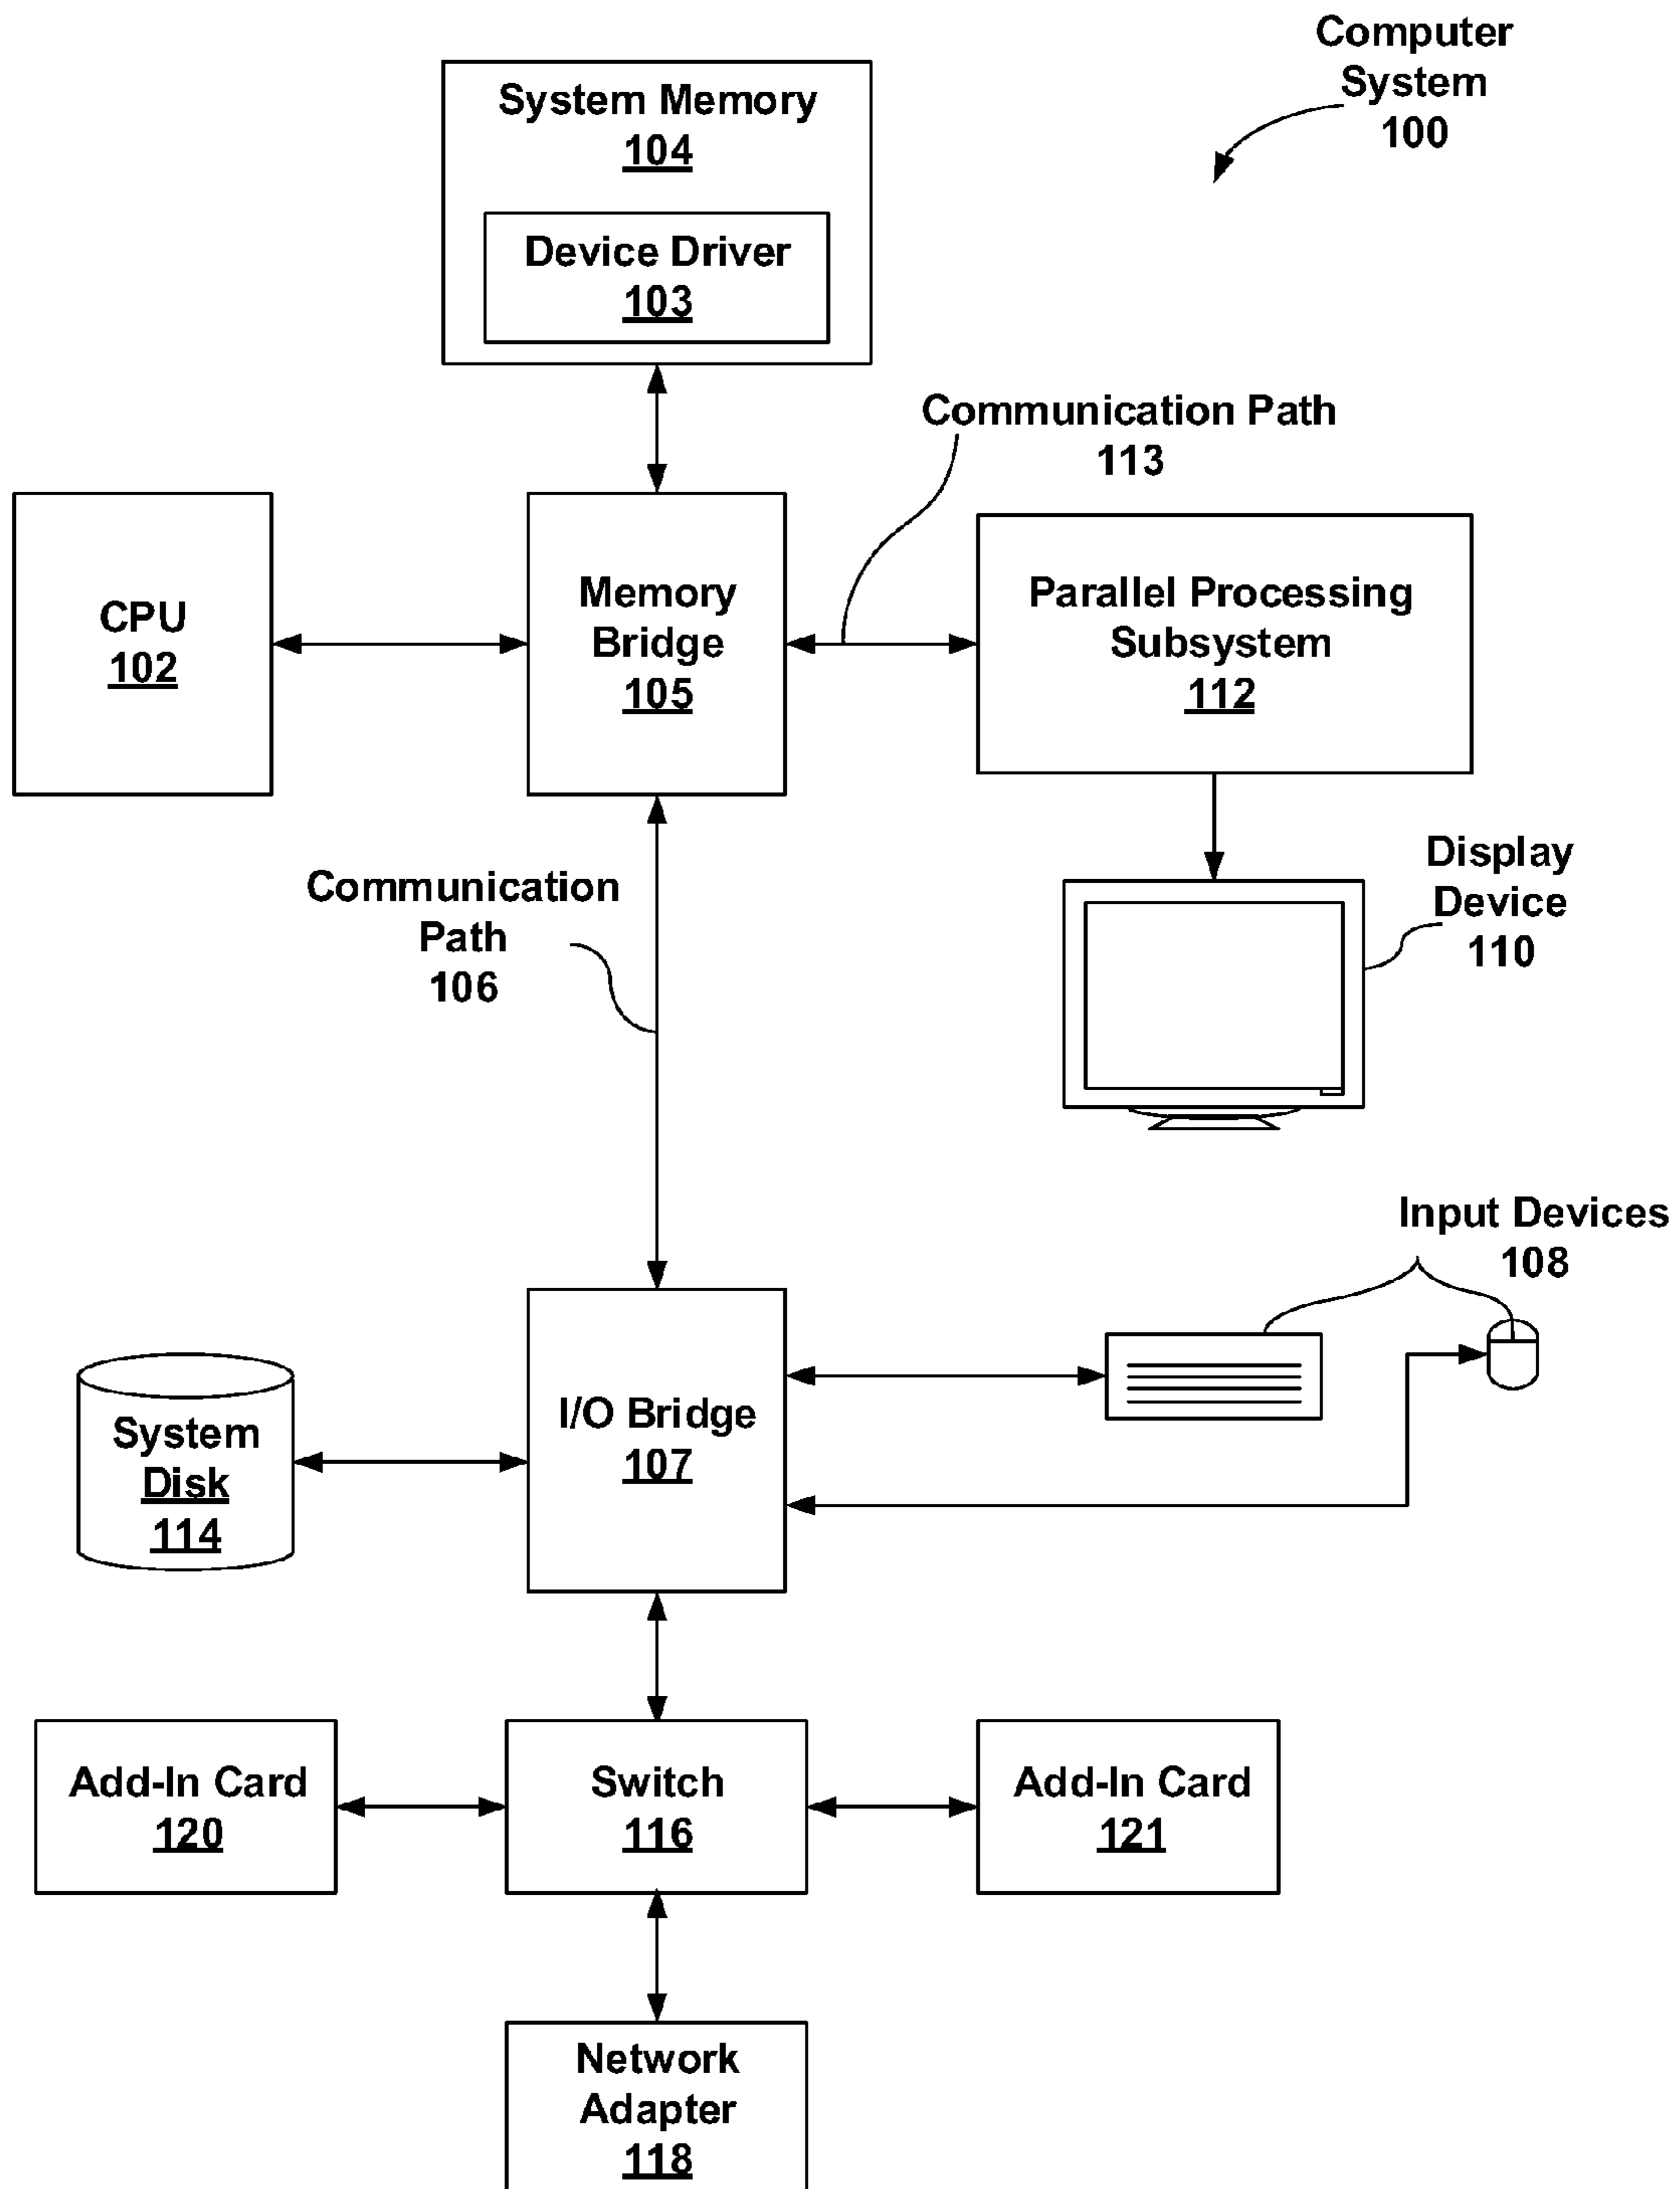 Computer
System
100
System Memory
104
Device Driver
103
Communication Path
113
CPU
102
Memory
Bridge
105
Parallel Processing
Subsystem
112
Communication
Path
106
Display
Device
110
Input Devices
108
System
Disk
114
I/O Bridge
107
Add-In Card
120
Switch
116
Add-In Card
121
Network
Adapter
118